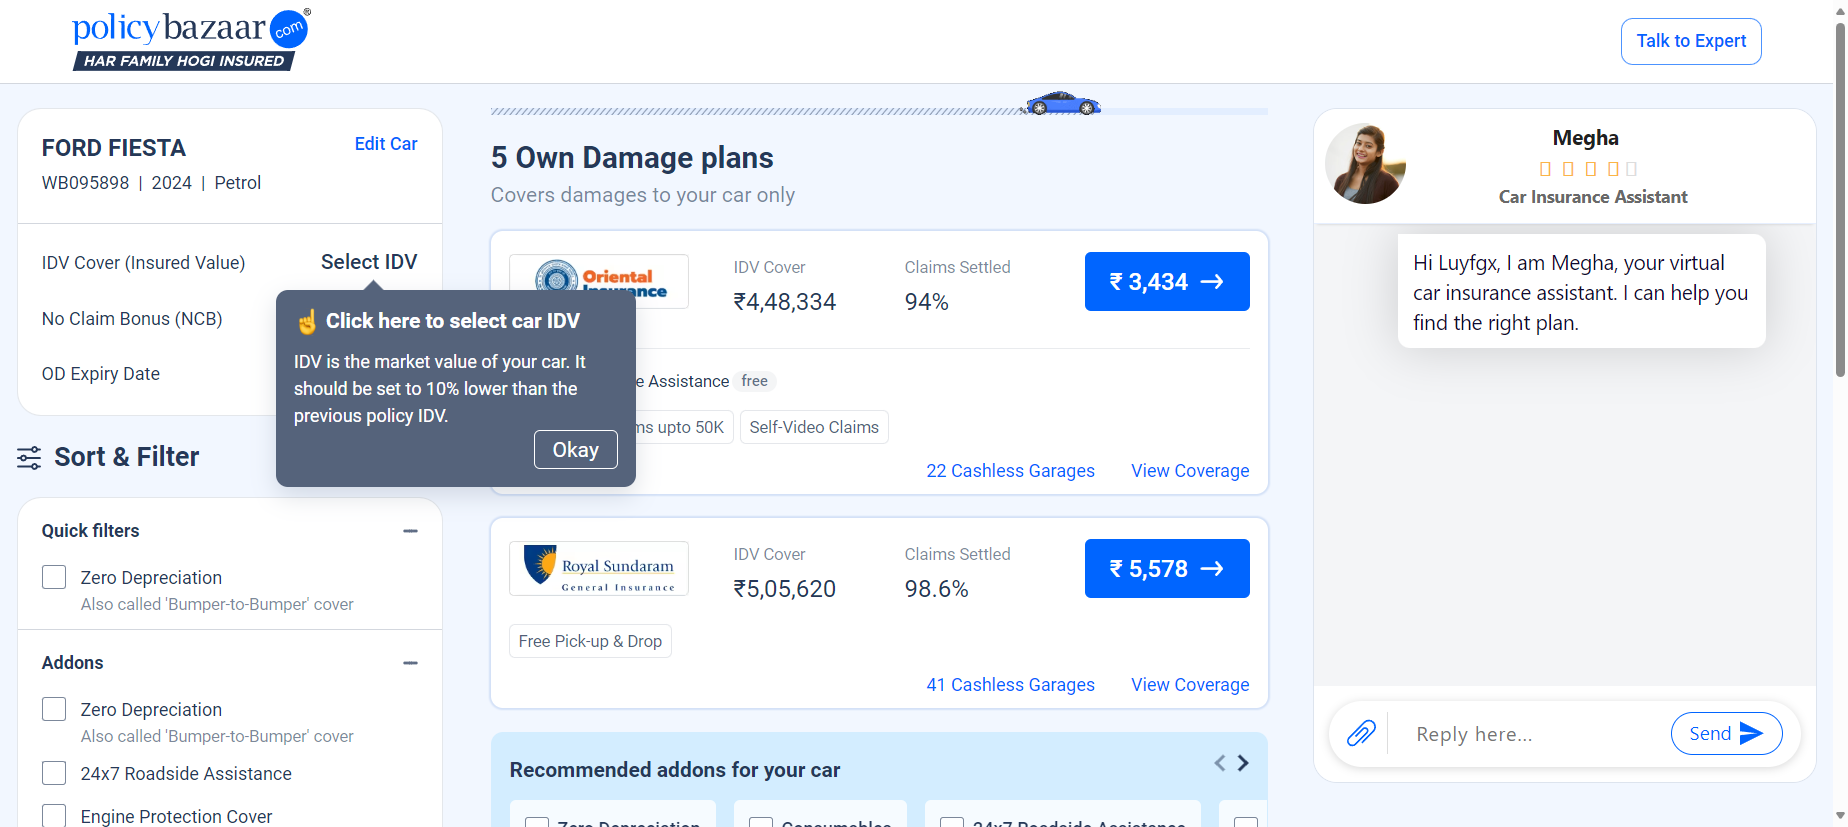 policybazaar.com®
HAR FAMILY HOGI INSURED
Talk to Expert
FORD FIESTA
Edit Car
WB095898 | 2024 | Petrol
IDV Cover (Insured Value)
Select IDV
No Claim Bonus (NCB)
OD Expiry Date
☝ Click here to select car IDV
IDV is the market value of your car. It
should be set to 10% lower than the
previous policy IDV.
Okay
Sort & Filter
Quick filters
Zero Depreciation
Also called 'Bumper-to-Bumper' cover
Addons
Zero Depreciation
Also called 'Bumper-to-Bumper' cover
24x7 Roadside Assistance
Engine Protection Cover
5 Own Damage plans
Covers damages to your car only
Oriental
Insurance
IDV Cover
₹4,48,334
Claims Settled
94%
₹ 3,434 →
Assistance free
upto 50K
Self-Video Claims
22 Cashless Garages
View Coverage
Royal Sundaram
General Insurance
IDV Cover
₹5,05,620
Claims Settled
98.6%
₹ 5,578 →
Free Pick-up & Drop
41 Cashless Garages
View Coverage
Recommended addons for your car
Zero Depreciation
Consumables
24x7 Roadside Assistance
Megha
Car Insurance Assistant
Hi Luyfgx, I am Megha, your virtual
car insurance assistant. I can help you
find the right plan.
Reply here...
Send